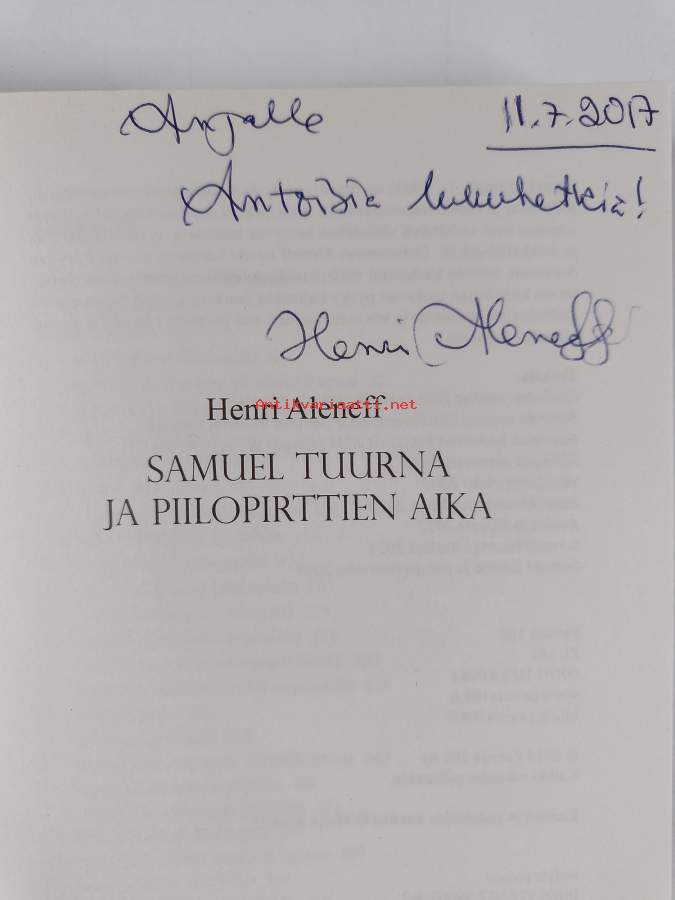 Anjalle 11.7.2017
Antoisia lukuhetkiä!
Henri Aleneff
Henri Aleneff
Antikvariaatti.net
SAMUEL TUURNA
JA PIILOPIRTTIEN AIKA